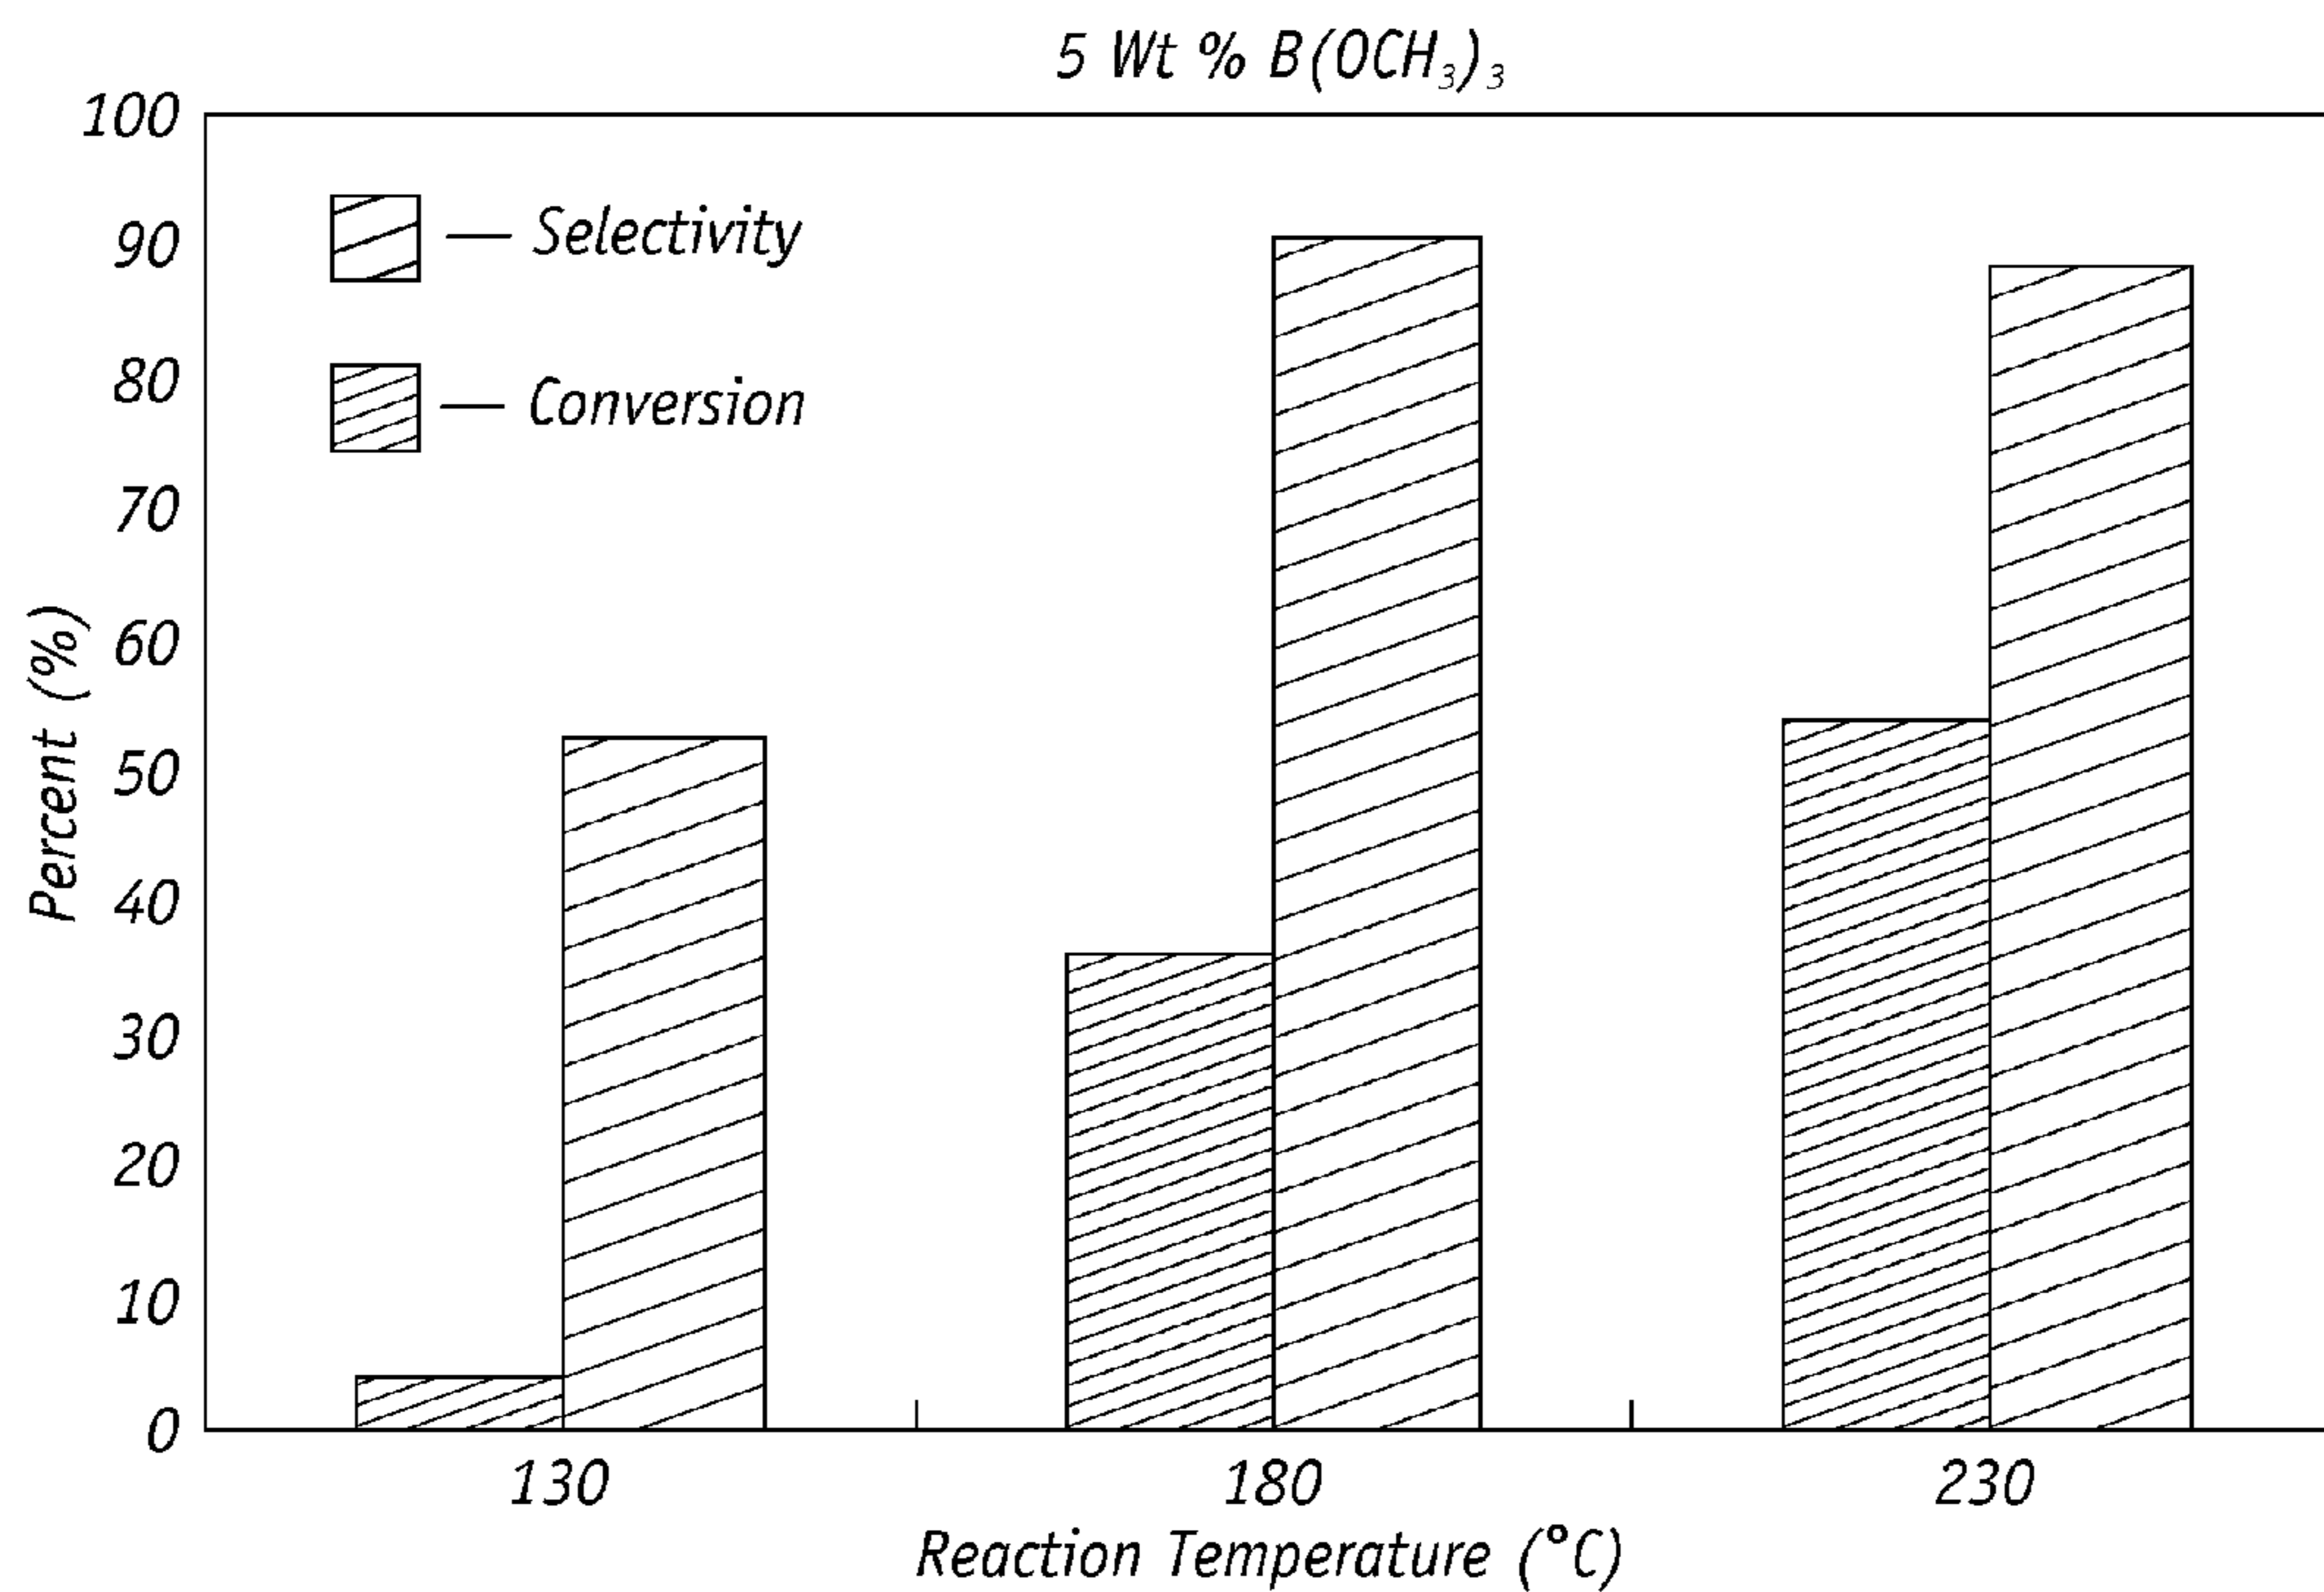 5 Wt % B(OCH₃)₃
100
90
80
70
60
50
40
30
20
10
0
Percent (%)
— Selectivity
— Conversion
130 180 230
Reaction Temperature (°C)